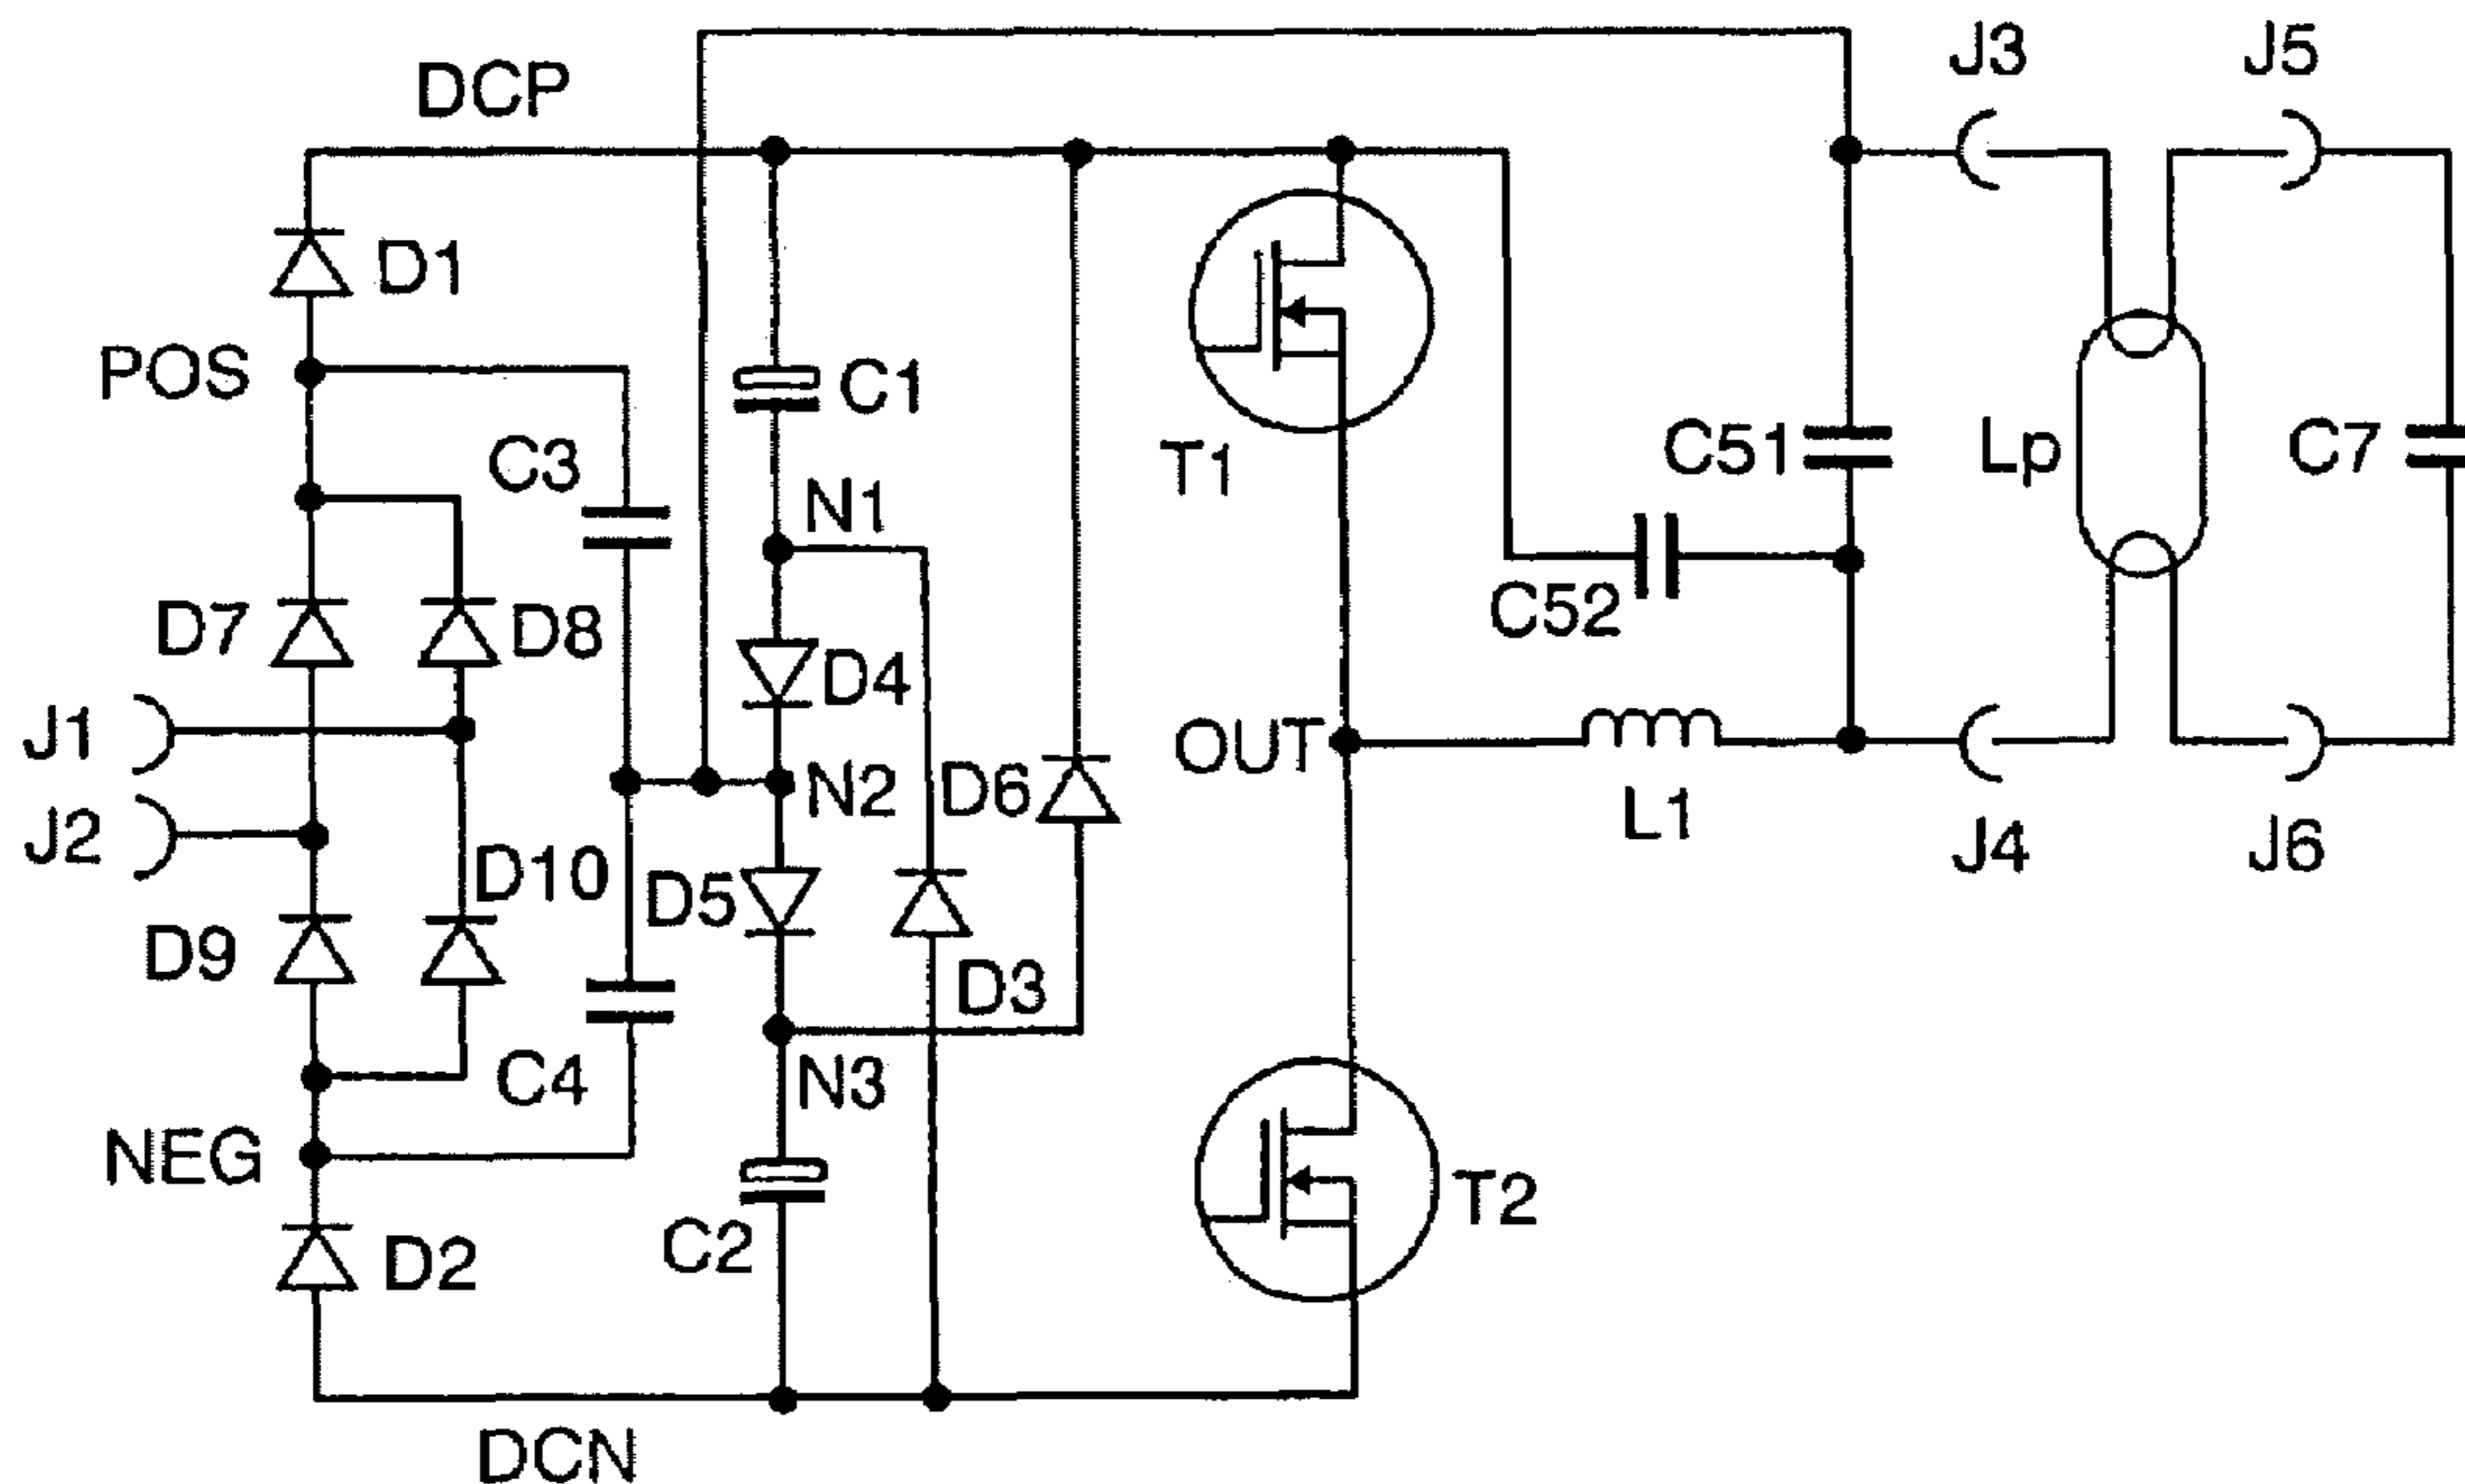 J3
J5
DCP
D1
POS
C1
C3
C51
Lp
C7
T1
N1
D7
D8
C52
D4
J1
OUT
N2
D6
J2
L1
J4
J6
D10
D5
D9
D3
C4
N3
NEG
T2
C2
D2
DCN